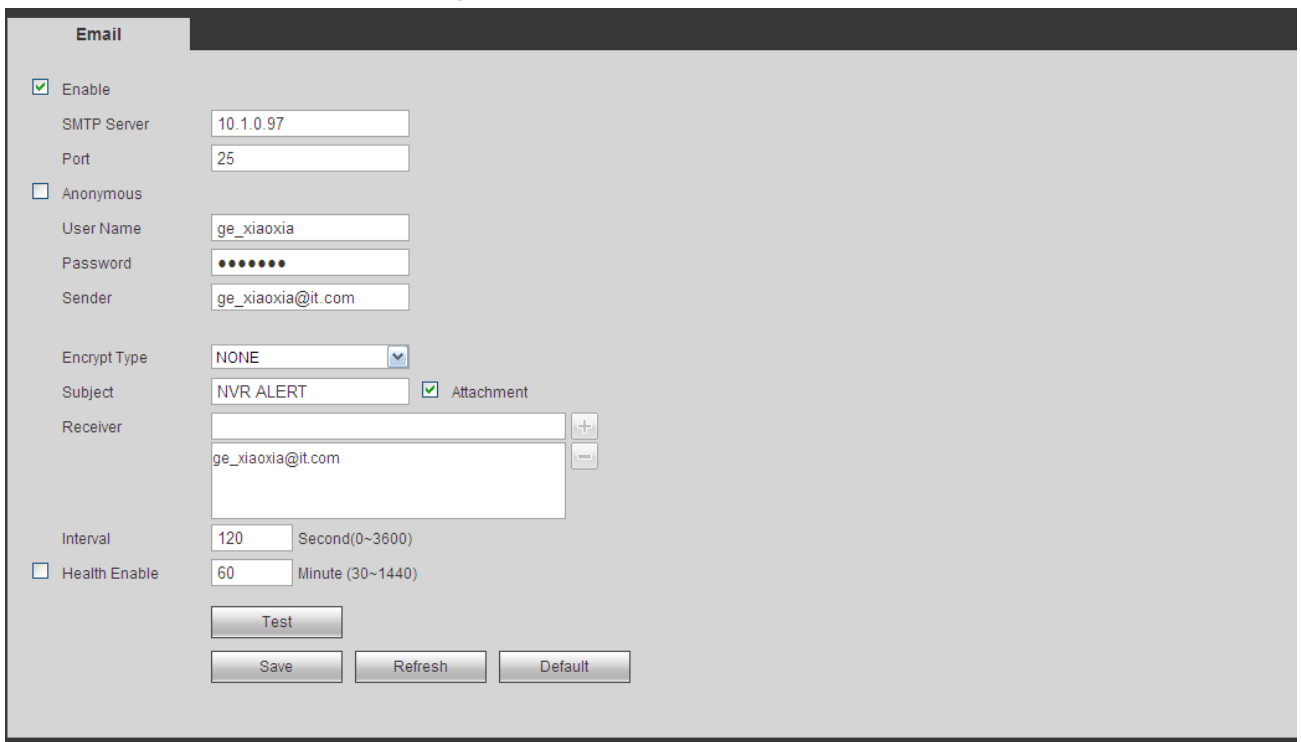 Email
Enable
SMTP Server 10.1.0.97
Port 25
Anonymous
User Name ge_xiaoxia
Password •••••••
Sender ge_xiaoxia@it.com
Encrypt Type NONE
Subject NVR ALERT Attachment
Receiver
ge_xiaoxia@it.com
Interval 120 Second(0~3600)
Health Enable 60 Minute (30~1440)
Test
Save Refresh Default